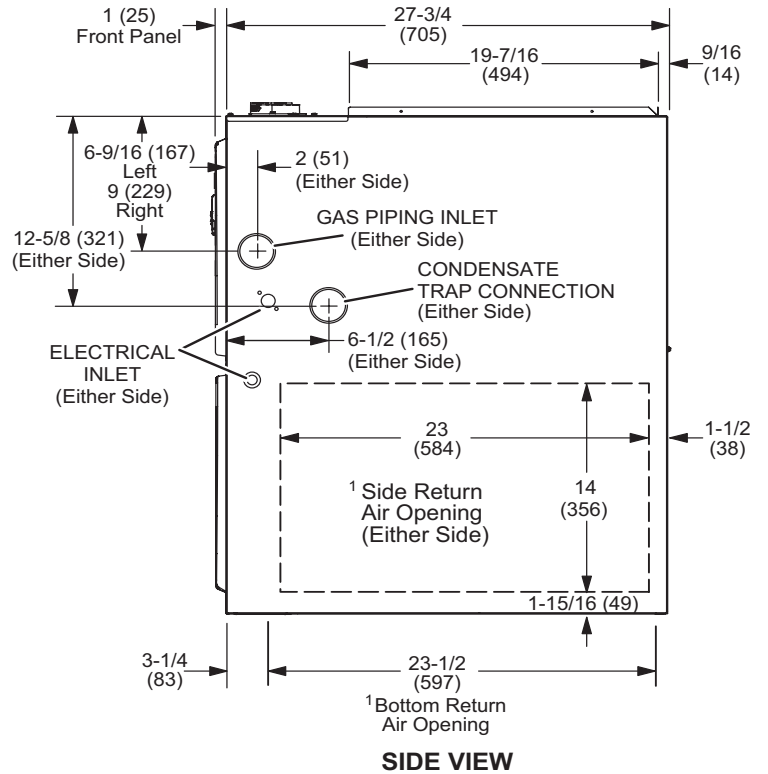 1 (25)
Front Panel
27-3/4
(705)
19-7/16
(494)
9/16
(14)
6-9/16 (167)
Left
9 (229)
Right
2 (51)
(Either Side)
12-5/8 (321)
(Either Side)
GAS PIPING INLET
(Either Side)
CONDENSATE
TRAP CONNECTION
(Either Side)
6-1/2 (165)
(Either Side)
ELECTRICAL
INLET
(Either Side)
23
(584)
1-1/2
(38)
1 Side Return
Air Opening
(Either Side)
14
(356)
1-15/16 (49)
3-1/4
(83)
23-1/2
(597)
1 Bottom Return
Air Opening
SIDE VIEW